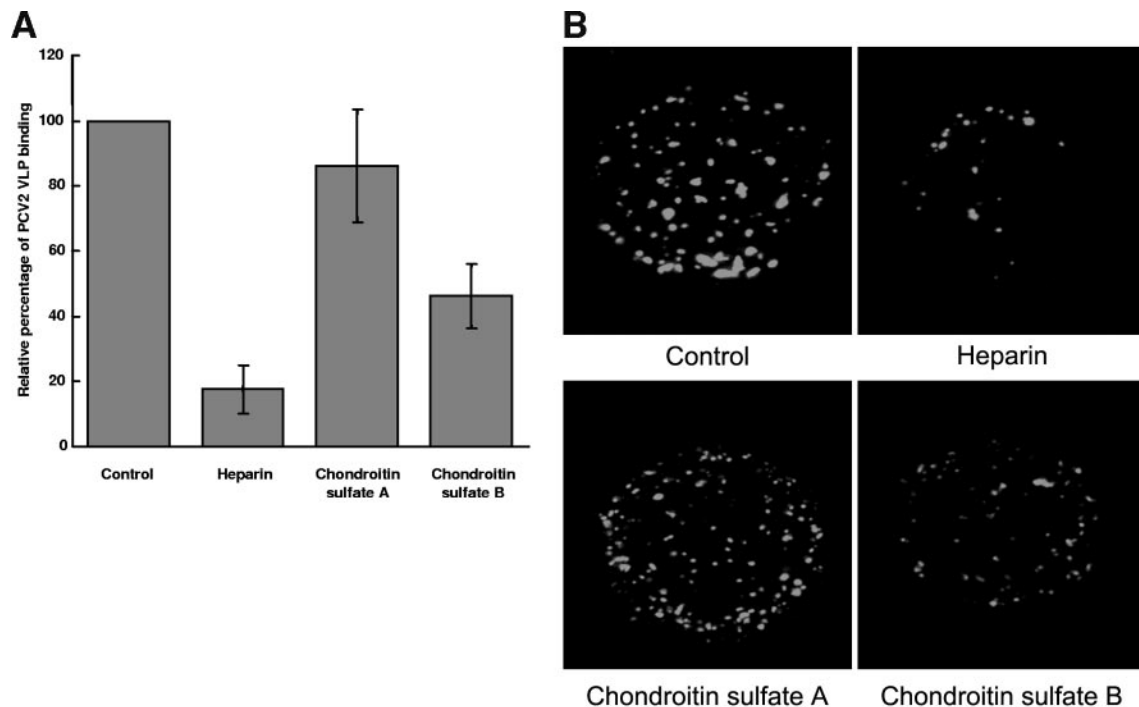 A
B
Relative percentage of PCV2 VLP binding
120
100
80
60
40
20
0
Control
Heparin
Chondroitin
sulfate A
Chondroitin
sulfate B
Control
Heparin
Chondroitin sulfate A
Chondroitin sulfate B